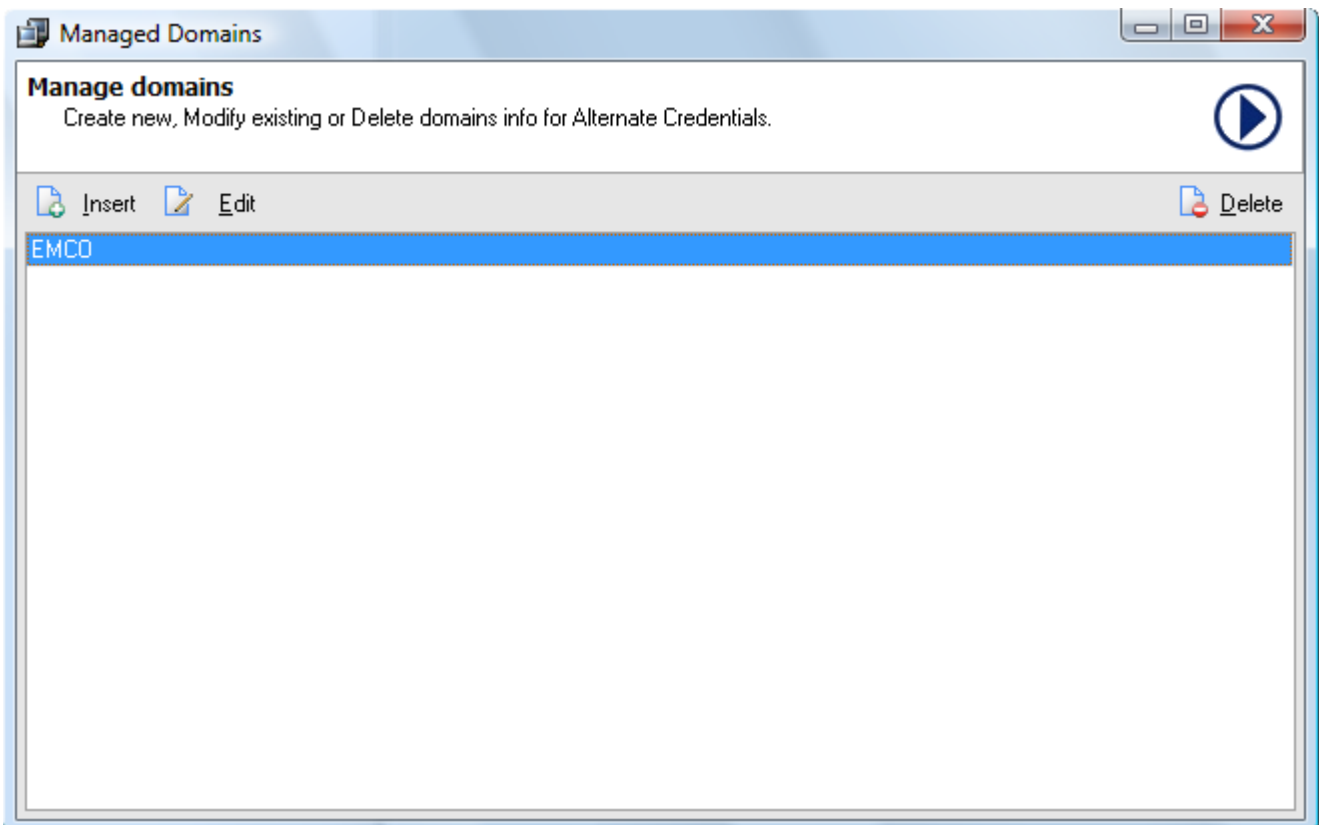 Managed Domains
Manage domains
Create new, Modify existing or Delete domains info for Alternate Credentials.
Insert Edit Delete
EMCO